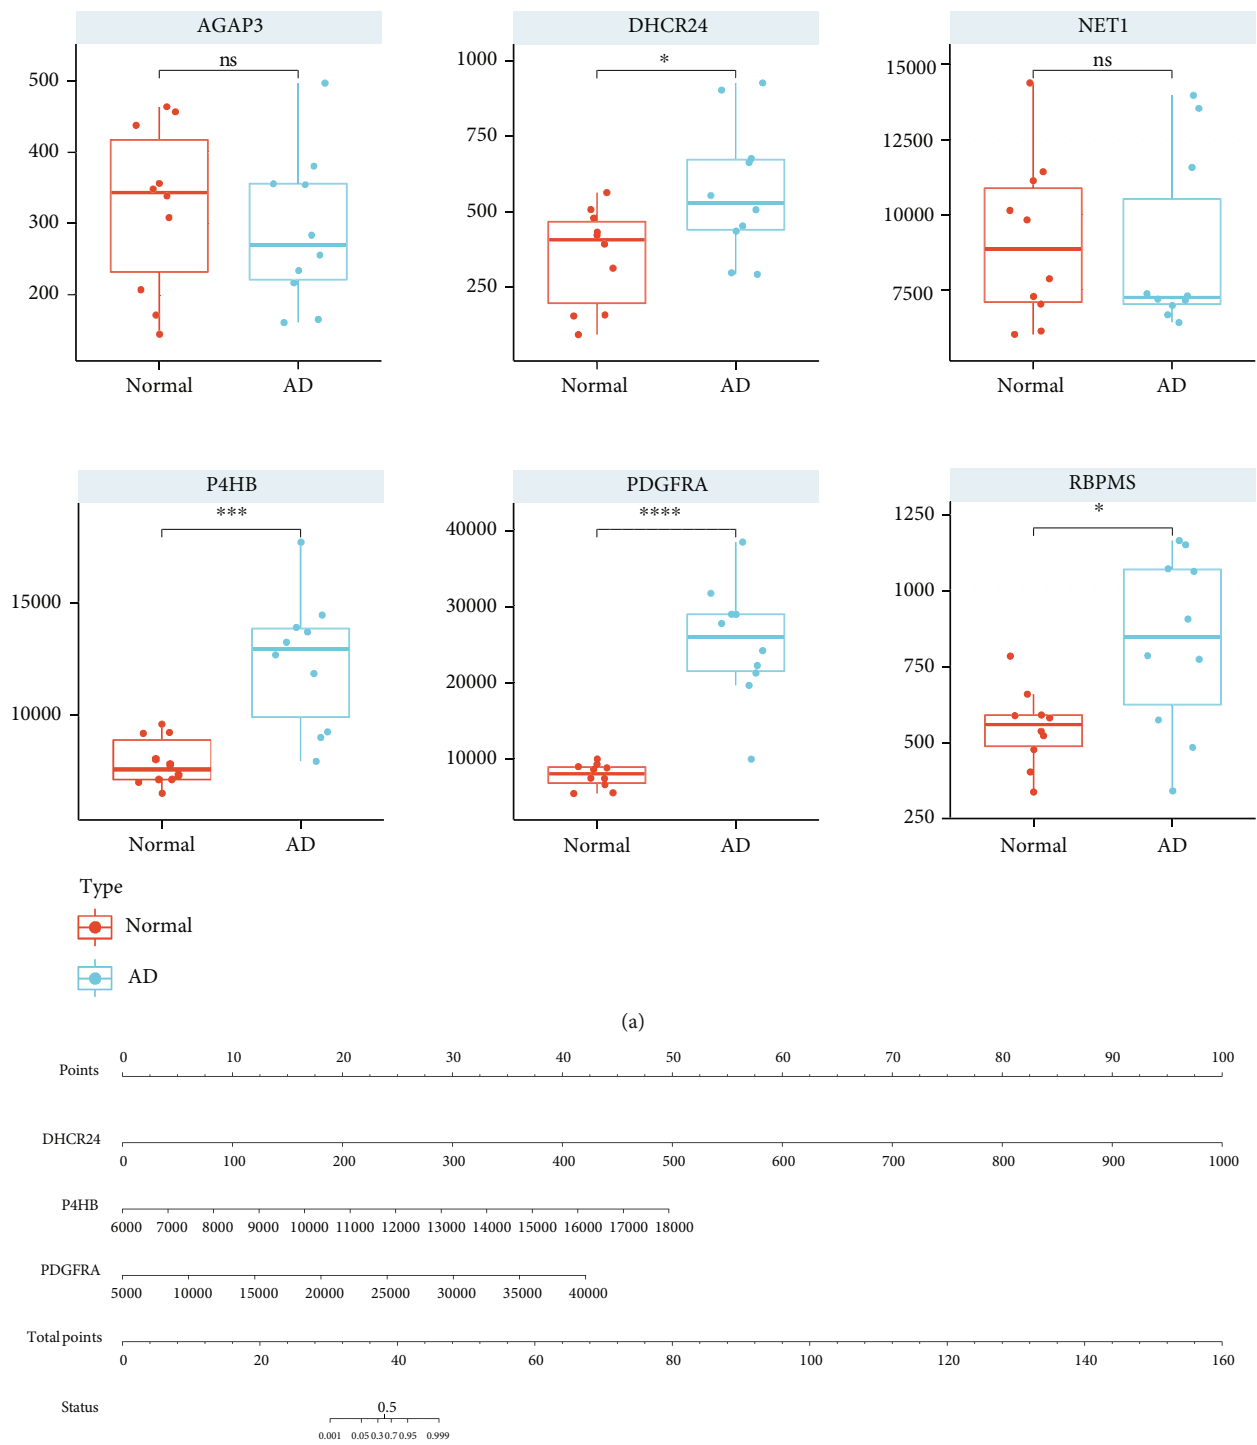 AGAP3 DHCR24 NET1
ns * ns
500 1000 15000
400 750 12500
300 500 10000
200 250 7500
Normal AD Normal AD Normal AD
P4HB PDGFRA RBPMS
*** **** *
15000 40000 1250
10000 30000 1000
20000 750
10000 500
250
Normal AD Normal AD Normal AD
Type
Normal
AD
(a)
Points 0 10 20 30 40 50 60 70 80 90 100
DHCR24
0 100 200 300 400 500 600 700 800 900 1000
P4HB
6000 7000 8000 9000 10000 11000 12000 13000 14000 15000 16000 17000 18000
PDGFRA
5000 10000 15000 20000 25000 30000 35000 40000
Total points
0 20 40 60 80 100 120 140 160
Status 0.5
0.001 0.05 0.3 0.7 0.95 0.999